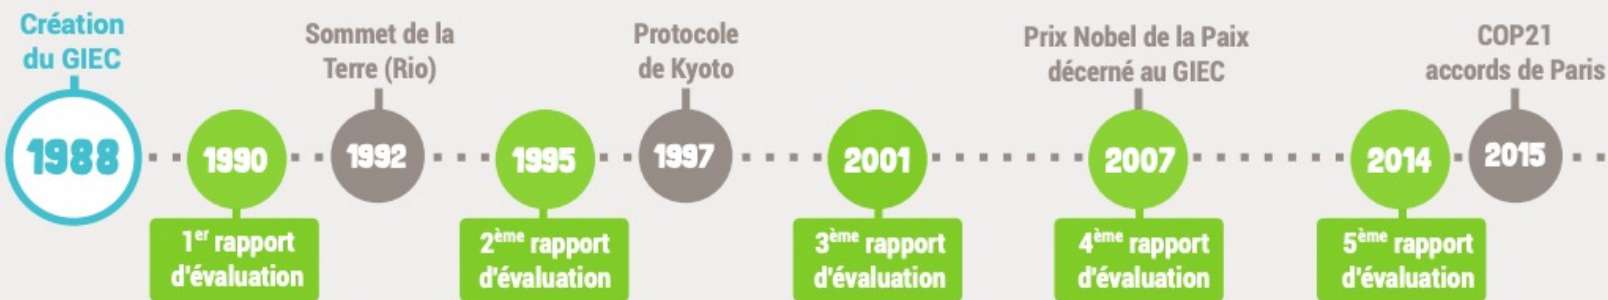 Création
du GIEC
1988
1990
1er rapport
d'évaluation
Sommet de la
Terre (Rio)
1992
1995
2ème rapport
d'évaluation
Protocole
de Kyoto
1997
2001
3ème rapport
d'évaluation
Prix Nobel de la Paix
décerné au GIEC
2007
4ème rapport
d'évaluation
2014
5ème rapport
d'évaluation
COP21
accords de Paris
2015